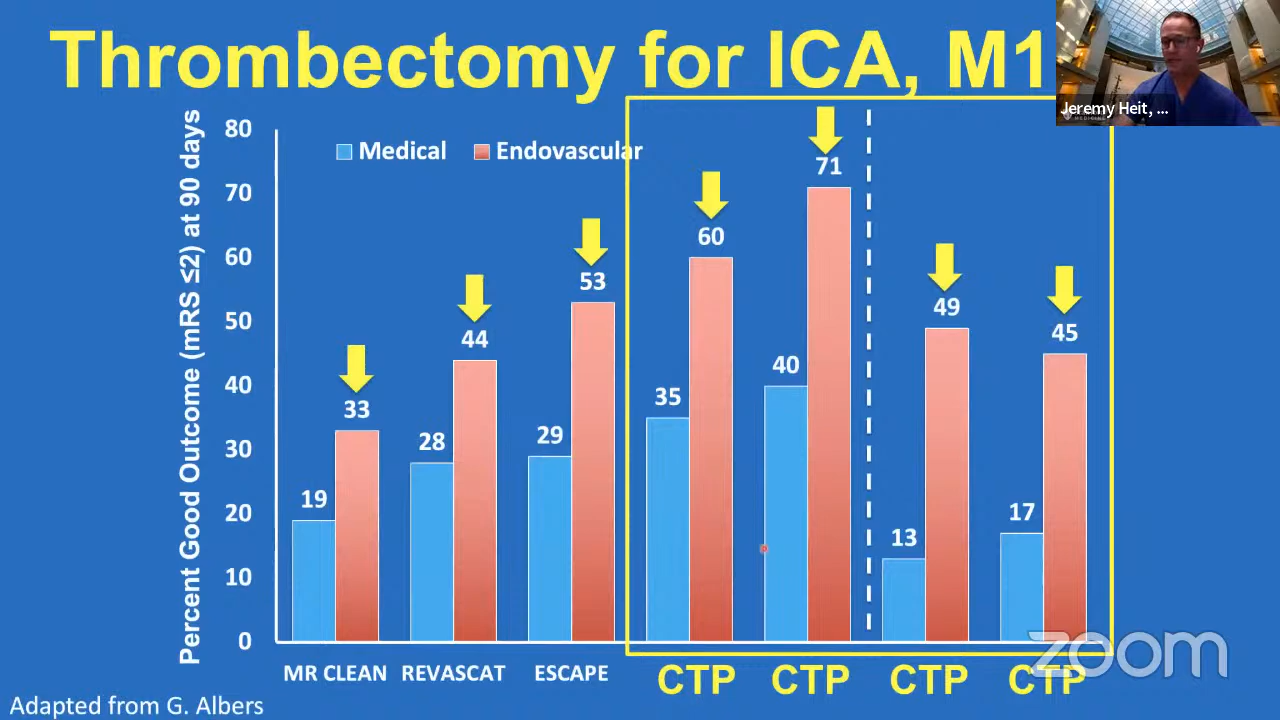 Thrombectomy for ICA, M1
Jeremy Heit, ...
Percent Good Outcome (mRS ≤2) at 90 days
80
70
60
50
40
30
20
10
0
Medical
Endovascular
19
33
28
44
29
53
35
60
40
71
13
49
17
45
MR CLEAN
REVASCAT
ESCAPE
CTP
CTP
CTP
CTP
zoom
Adapted from G. Albers